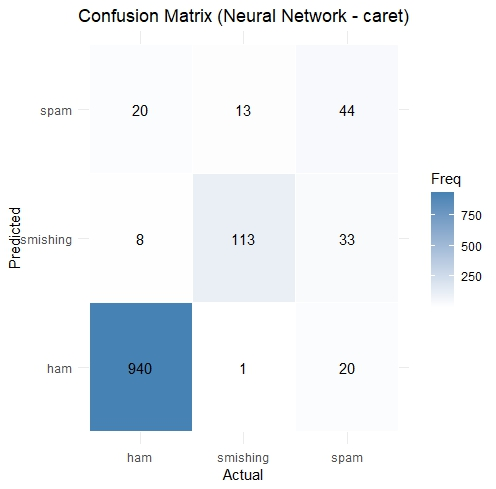 Confusion Matrix (Neural Network - caret)
spam
20 13 44
smishing
8 113 33
ham
940 1 20
ham smishing spam
Actual
Predicted
Freq
750
500
250